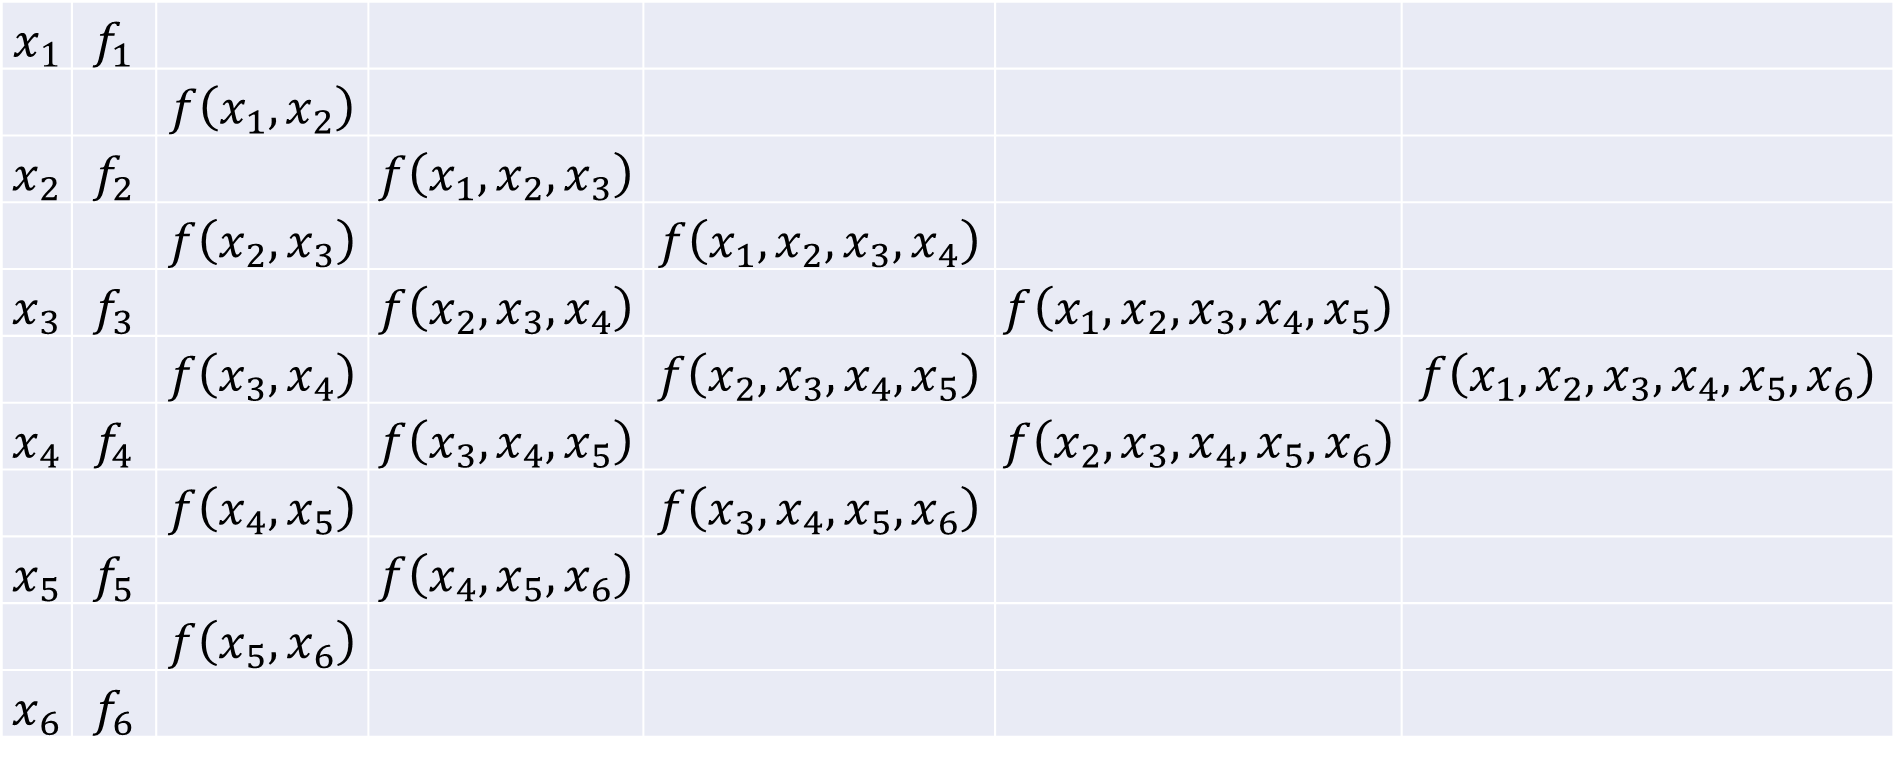 x₁ f₁
f(x₁, x₂)
x₂ f₂ f(x₁, x₂, x₃)
f(x₂, x₃) f(x₁, x₂, x₃, x₄)
x₃ f₃ f(x₂, x₃, x₄) f(x₁, x₂, x₃, x₄, x₅)
f(x₃, x₄) f(x₂, x₃, x₄, x₅) f(x₁, x₂, x₃, x₄, x₅, x₆)
x₄ f₄ f(x₃, x₄, x₅) f(x₂, x₃, x₄, x₅, x₆)
f(x₄, x₅) f(x₃, x₄, x₅, x₆)
x₅ f₅ f(x₄, x₅, x₆)
f(x₅, x₆)
x₆ f₆